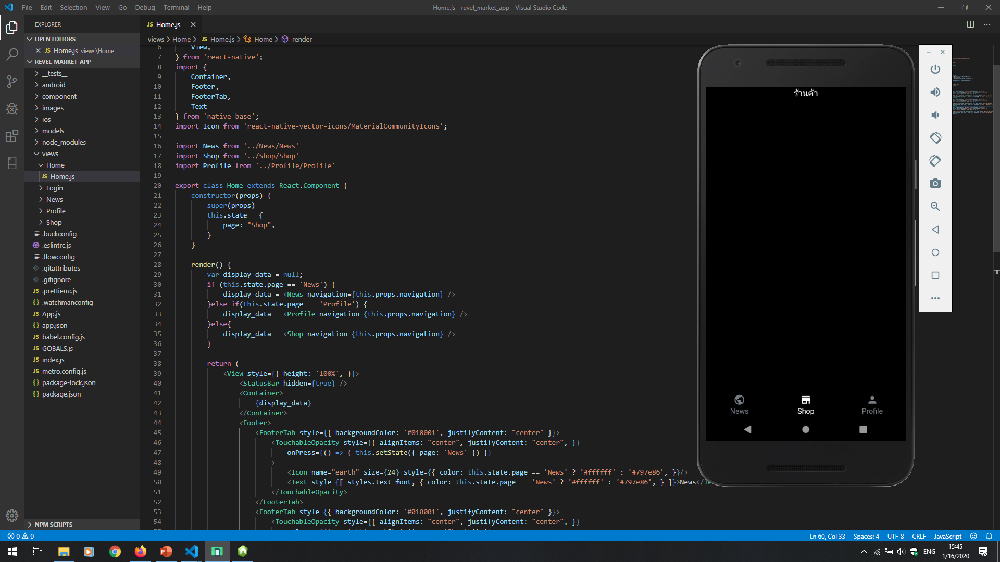 File Edit Selection View Go Debug Terminal Help
Home.js - revel_market_app - Visual Studio Code
EXPLORER
OPEN EDITORS
JS Home.js views\Home
REVEL_MARKET_APP
__tests__
android
component
images
ios
models
node_modules
views
Home
JS Home.js
Login
News
Profile
Shop
.buckconfig
.eslintrc.js
.flowconfig
.gitattributes
.gitignore
JS .prettierrc.js
{} .watchmanconfig
JS App.js
{} app.json
JS babel.config.js
JS GOBALS.js
JS index.js
JS metro.config.js
{} package-lock.json
{} package.json
NPM SCRIPTS
JS Home.js
views > Home > JS Home.js > Home > render
6 View,
7 } from 'react-native';
8 import {
9 Container,
10 Footer,
11 FooterTab,
12 Text
13 } from 'native-base';
14 import Icon from 'react-native-vector-icons/MaterialCommunityIcons';
15
16 import News from '../News/News'
17 import Shop from '../Shop/Shop'
18 import Profile from '../Profile/Profile'
19
20 export class Home extends React.Component {
21 constructor(props) {
22 super(props)
23 this.state = {
24 page: "Shop",
25 }
26 }
27
28 render() {
29 var display_data = null;
30 if (this.state.page == 'News') {
31 display_data = <News navigation={this.props.navigation} />
32 }else if(this.state.page == 'Profile') {
33 display_data = <Profile navigation={this.props.navigation} />
34 }else{
35 display_data = <Shop navigation={this.props.navigation} />
36 }
37
38 return (
39 <View style={{ height: '100%', }}>
40 <StatusBar hidden={true} />
41 <Container>
42 {display_data}
43 </Container>
44 <Footer>
45 <FooterTab style={{ backgroundColor: '#010001', justifyContent: "center" }}>
46 <TouchableOpacity style={{ alignItems: "center", justifyContent: "center", }}
47 onPress={() => { this.setState({ page: 'News' }) }}
48 >
49 <Icon name="earth" size={24} style={{ color: this.state.page == 'News' ? '#ffffff' : '#797e86', }}/>
50 <Text style={[ styles.text_font, { color: this.state.page == 'News' ? '#ffffff' : '#797e86', } ]}>News</
51 </TouchableOpacity>
52 </FooterTab>
53 <FooterTab style={{ backgroundColor: '#010001', justifyContent: "center" }}>
54 <TouchableOpacity style={{ alignItems: "center", justifyContent: "center", }}
ร้านค้า
News Shop Profile
0 0
Ln 60, Col 33 Spaces: 4 UTF-8 CRLF JavaScript
ENG
15:45
1/16/2020